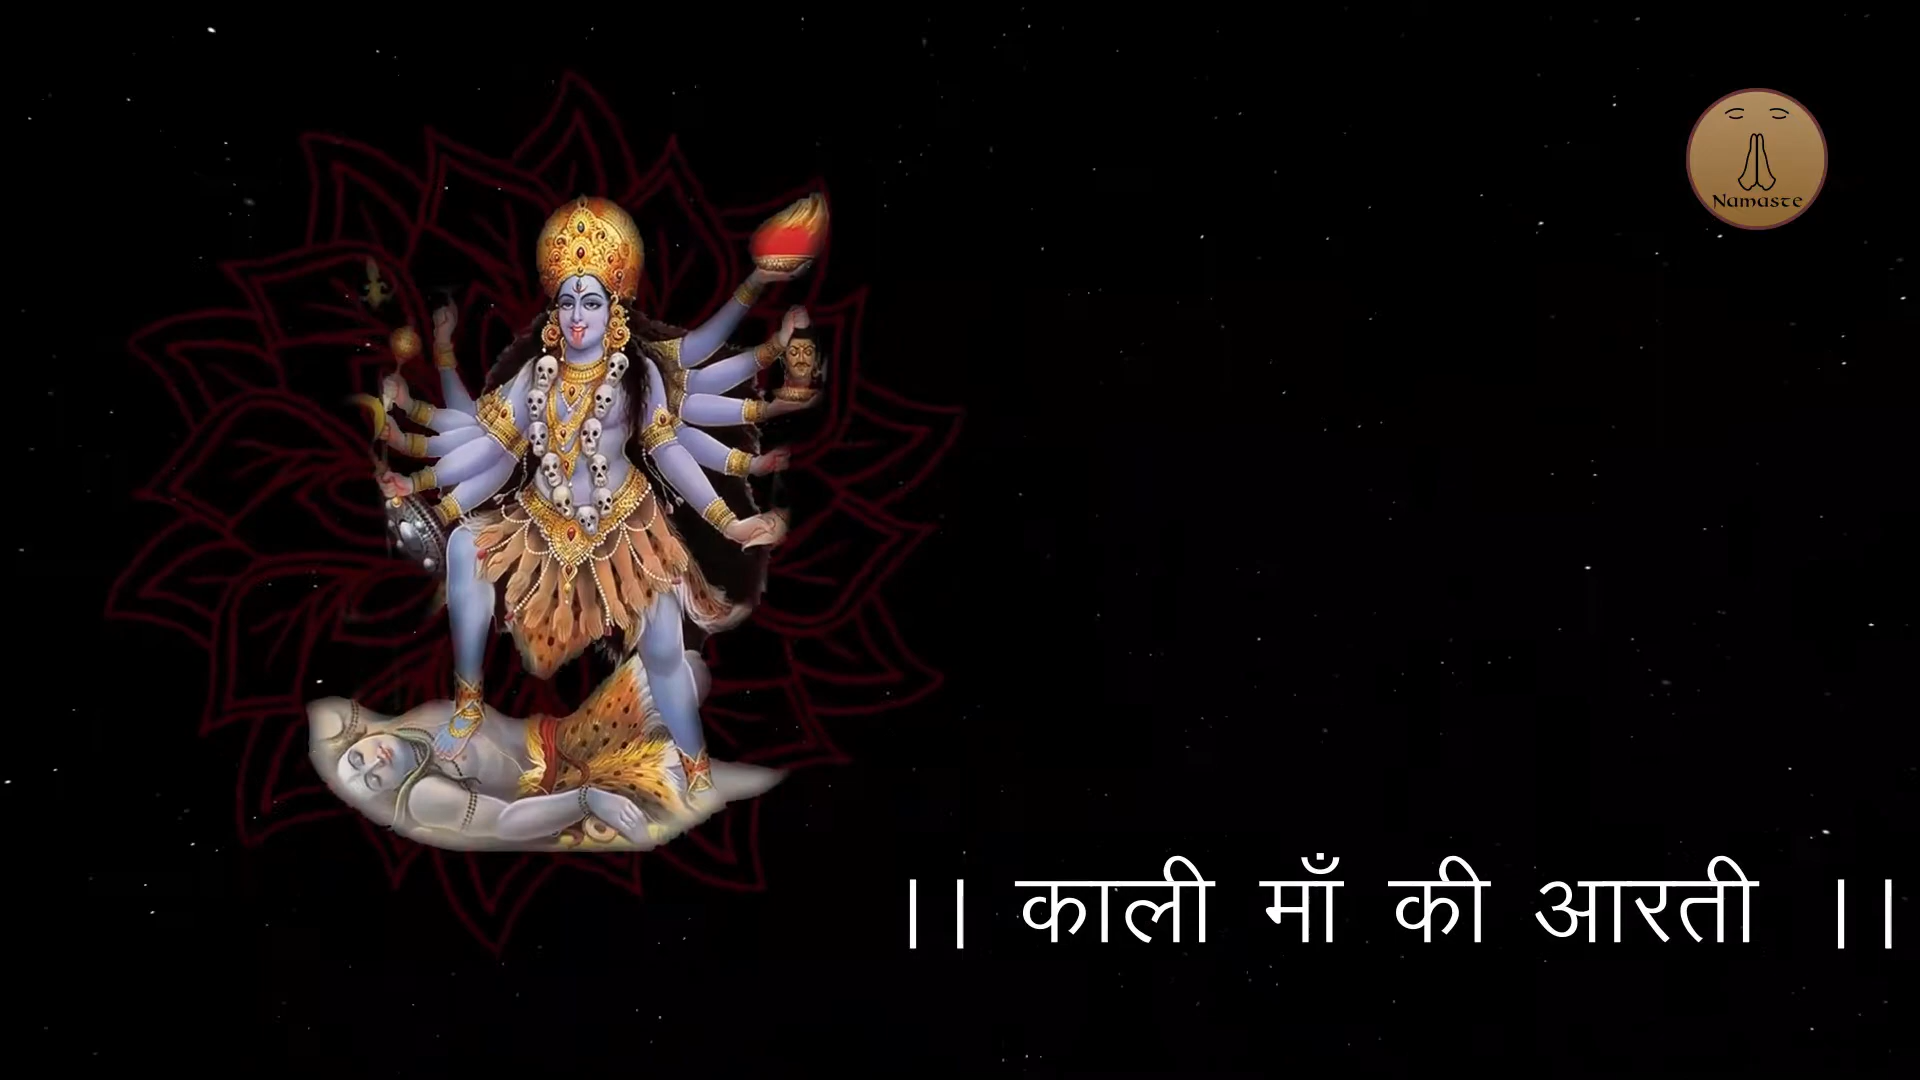 Namaste
|| काली माँ की आरती ||